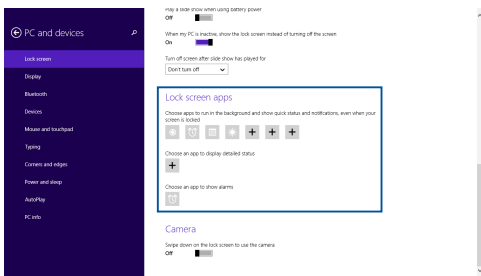 PC and devices
Lock screen
Display
Bluetooth
Devices
Mouse and touchpad
Typing
Corners and edges
Power and sleep
AutoPlay
PC info
Play a slide show when using battery power
Off
When my PC is inactive, show the lock screen instead of turning off the screen
On
Turn off screen after slide show has played for
Don't turn off
Lock screen apps
Choose apps to run in the background and show quick status and notifications, even when your
screen is locked
Choose an app to display detailed status
Choose an app to show alarms
Camera
Swipe down on the lock screen to use the camera
Off